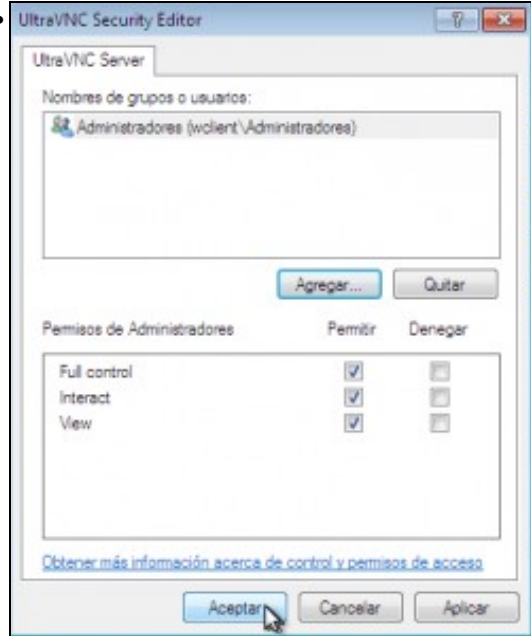 UltraVNC Security Editor
UltraVNC Server
Nombres de grupos o usuarios:
Administradores (wclient\Administradores)
Agregar... Quitar
Permisos de Administradores Permitir Denegar
Full control
Interact
View
Obtener más información acerca de control y permisos de acceso
Aceptar Cancelar Aplicar